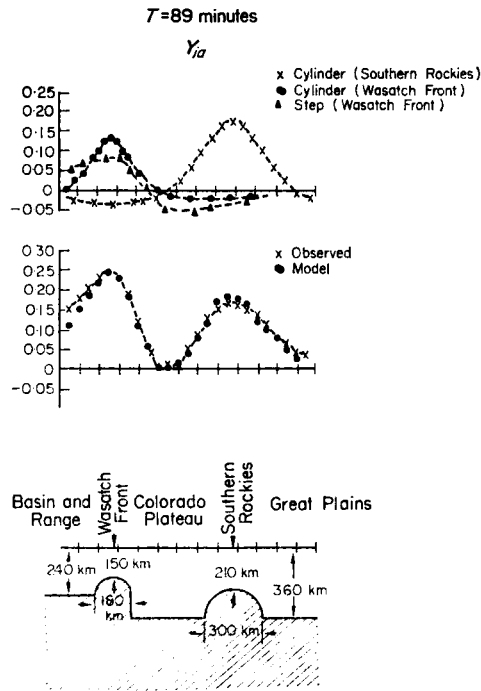 T=89 minutes
Yja
× Cylinder (Southern Rockies)
● Cylinder (Wasatch Front)
▲ Step (Wasatch Front)
0·25
0·20
0·15
0·10
0·05
0
-0·05
0·30
0·25
0·20
0·15
0·10
0·05
0
-0·05
× Observed
● Model
Basin and Range
Wasatch Front
Colorado Plateau
Southern Rockies
Great Plains
240 km
150 km
210 km
360 km
180 km
300 km